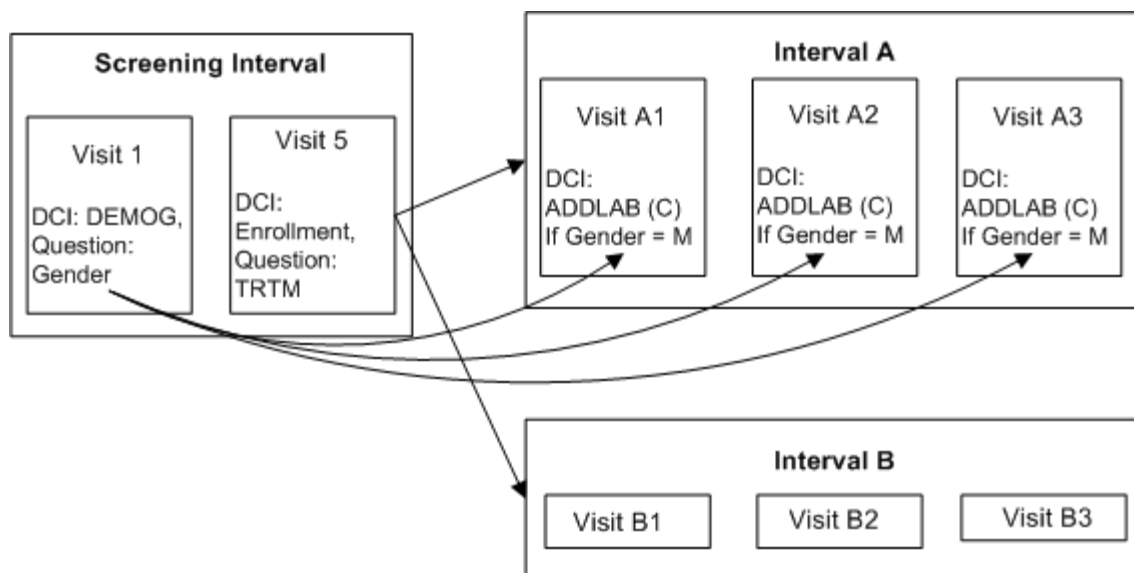 Screening Interval
Visit 1
DCI: DEMOG,
Question:
Gender
Visit 5
DCI:
Enrollment,
Question:
TRTM
Interval A
Visit A1
DCI:
ADDLAB (C)
If Gender = M
Visit A2
DCI:
ADDLAB (C)
If Gender = M
Visit A3
DCI:
ADDLAB (C)
If Gender = M
Interval B
Visit B1
Visit B2
Visit B3